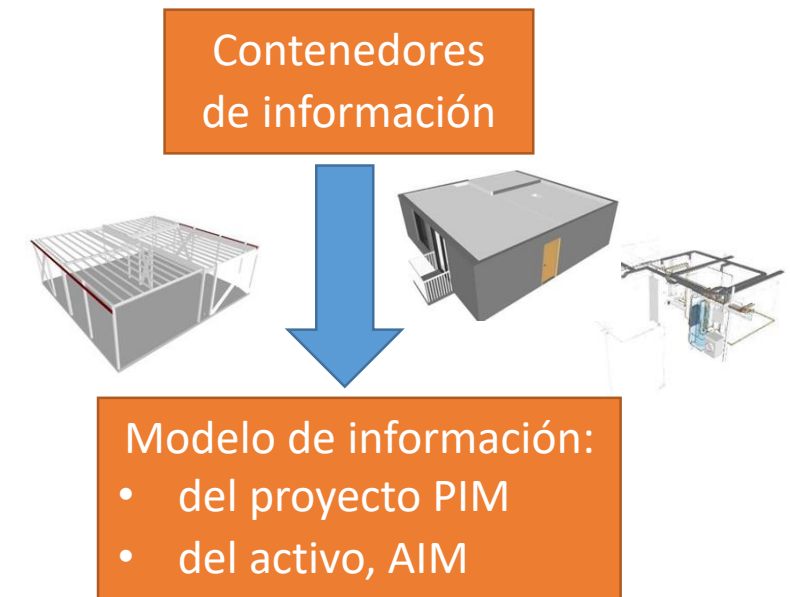 Contenedores
de información
Modelo de información:
• del proyecto PIM
• del activo, AIM